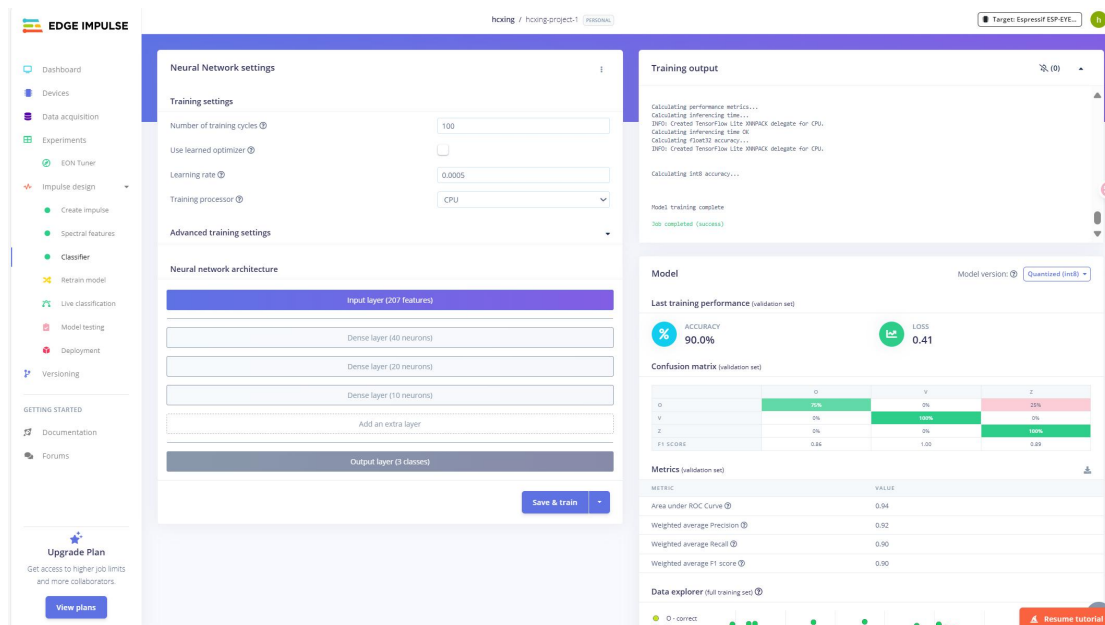 EDGE IMPULSE
hcxing / hcxing-project-1 PERSONAL
Target: Espressif ESP-EYE...
h
Dashboard
Devices
Data acquisition
Experiments
EON Tuner
Impulse design
Create impulse
Spectral features
Classifier
Retrain model
Live classification
Model testing
Deployment
Versioning
GETTING STARTED
Documentation
Forums
Upgrade Plan
Get access to higher job limits
and more collaborators.
View plans
Neural Network settings
Training settings
Number of training cycles ? 100
Use learned optimizer ?
Learning rate ? 0.0005
Training processor ? CPU
Advanced training settings
Neural network architecture
Input layer (207 features)
Dense layer (40 neurons)
Dense layer (20 neurons)
Dense layer (10 neurons)
Add an extra layer
Output layer (3 classes)
Save & train
Training output (0)
Calculating performance metrics...
Calculating inferencing time...
INFO: Created TensorFlow Lite XNNPACK delegate for CPU.
Calculating inferencing time OK
Calculating float32 accuracy...
INFO: Created TensorFlow Lite XNNPACK delegate for CPU.
Calculating int8 accuracy...
Model training complete
Job completed (success)
Model Model version: ? Quantized (int8)
Last training performance (validation set)
% ACCURACY
90.0%
LOSS
0.41
Confusion matrix (validation set)
O V Z
O 75% 0% 25%
V 0% 100% 0%
Z 0% 0% 100%
F1 SCORE 0.86 1.00 0.89
Metrics (validation set)
METRIC VALUE
Area under ROC Curve ? 0.94
Weighted average Precision ? 0.92
Weighted average Recall ? 0.90
Weighted average F1 score ? 0.90
Data explorer (full training set) ?
O - correct
Resume tutorial